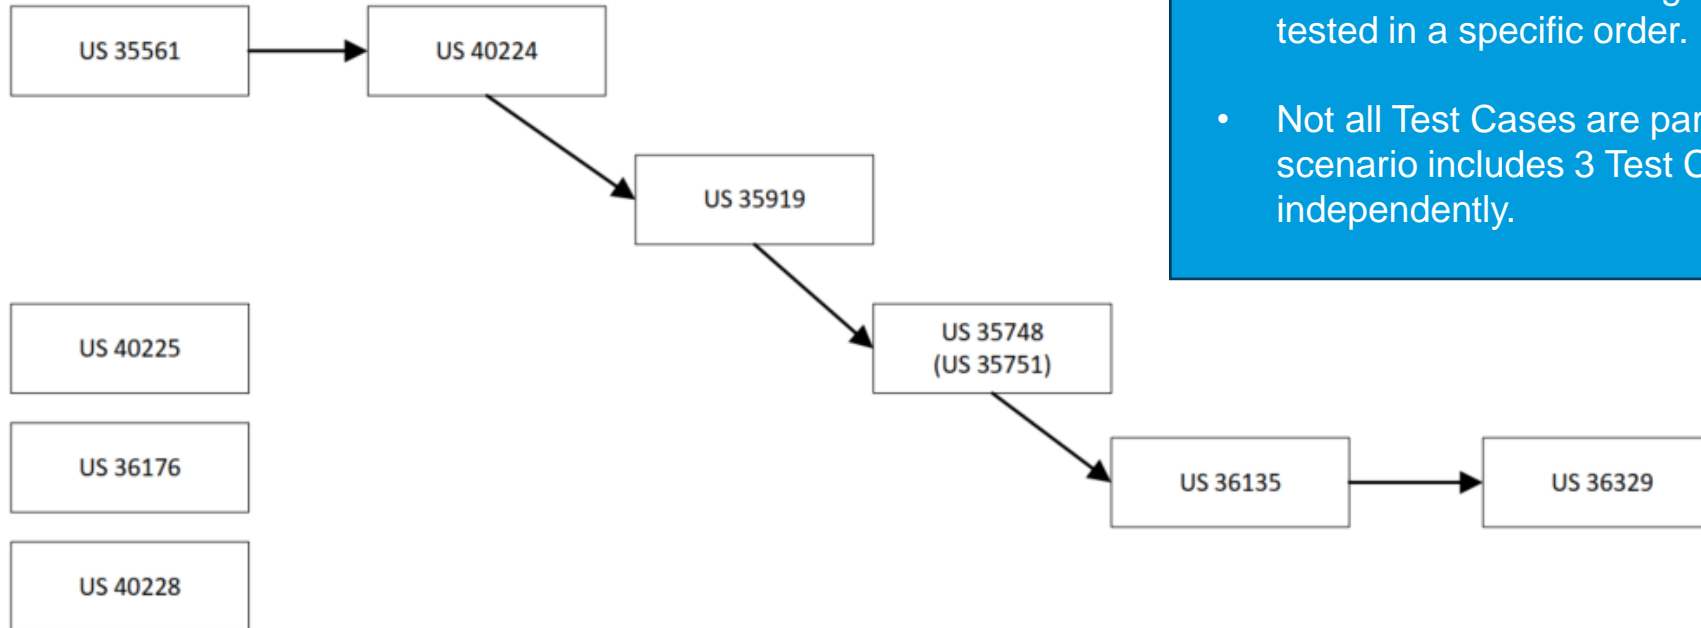 tested in a specific order.
• Not all Test Cases are
scenario includes 3 Test
independently.
US 35561
US 40224
US 35919
US 40225
US 35748
(US 35751)
US 36176
US 36135
US 36329
US 40228